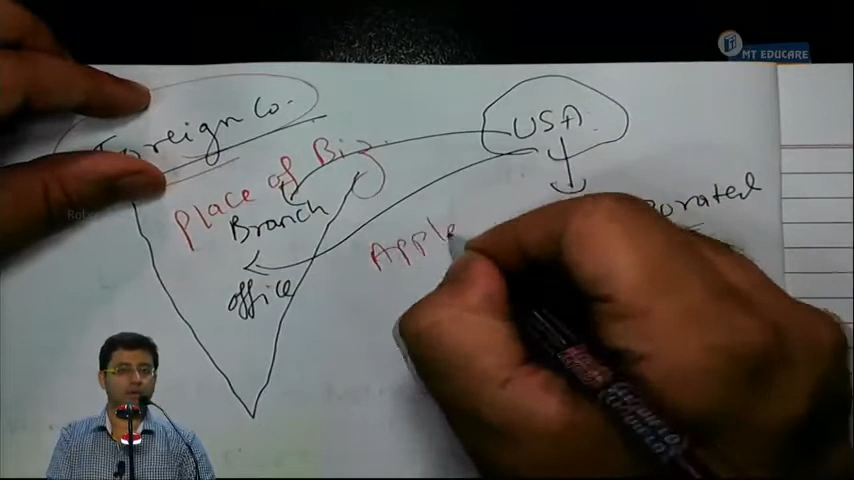 MT EDUCARE
Foreign Co.
USA
Place of Biz
Branch
Apple
office